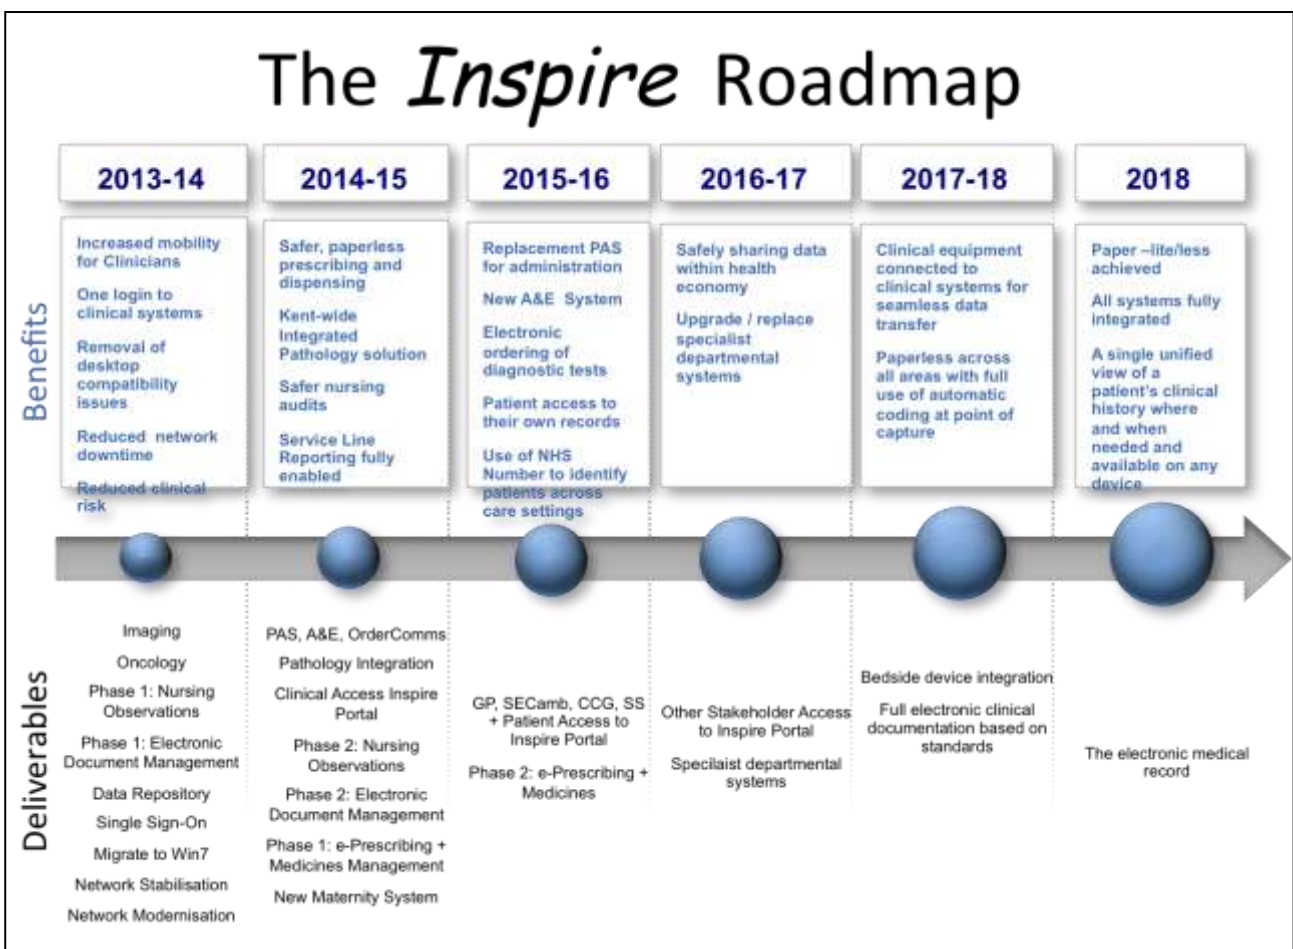 The Inspire Roadmap
Benefits
2013-14
Increased mobility
for Clinicians
One login to
clinical systems
Removal of
desktop
compatibility
issues
Reduced network
downtime
Reduced clinical
risk
2014-15
Safer, paperless
prescribing and
dispensing
Kent-wide
Integrated
Pathology solution
Safer nursing
audits
Service Line
Reporting fully
enabled
2015-16
Replacement PAS
for administration
New A&E System
Electronic
ordering of
diagnostic tests
Patient access to
their own records
Use of NHS
Number to identify
patients across
care settings
2016-17
Safely sharing data
within health
economy
Upgrade / replace
specialist
departmental
systems
2017-18
Clinical equipment
connected to
clinical systems for
seamless data
transfer
Paperless across
all areas with full
use of automatic
coding at point of
capture
2018
Paper –lite/less
achieved
All systems fully
integrated
A single unified
view of a
patient's clinical
history where
and when
needed and
available on any
device
Deliverables
Imaging
Oncology
Phase 1: Nursing
Observations
Phase 1: Electronic
Document Management
Data Repository
Single Sign-On
Migrate to Win7
Network Stabilisation
Network Modernisation
PAS, A&E, OrderComms
Pathology Integration
Clinical Access Inspire
Portal
Phase 2: Nursing
Observations
Phase 2: Electronic
Document Management
Phase 1: e-Prescribing +
Medicines Management
New Maternity System
GP, SECamb, CCG, SS
+ Patient Access to
Inspire Portal
Phase 2: e-Prescribing +
Medicines
Other Stakeholder Access
to Inspire Portal
Specilaist departmental
systems
Bedside device integration
Full electronic clinical
documentation based on
standards
The electronic medical
record